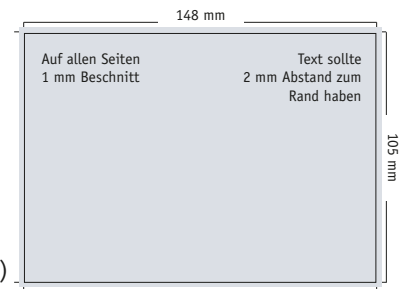 148 mm
Auf allen Seiten
1 mm Beschnitt
Text sollte
2 mm Abstand zum
Rand haben
105 mm
)